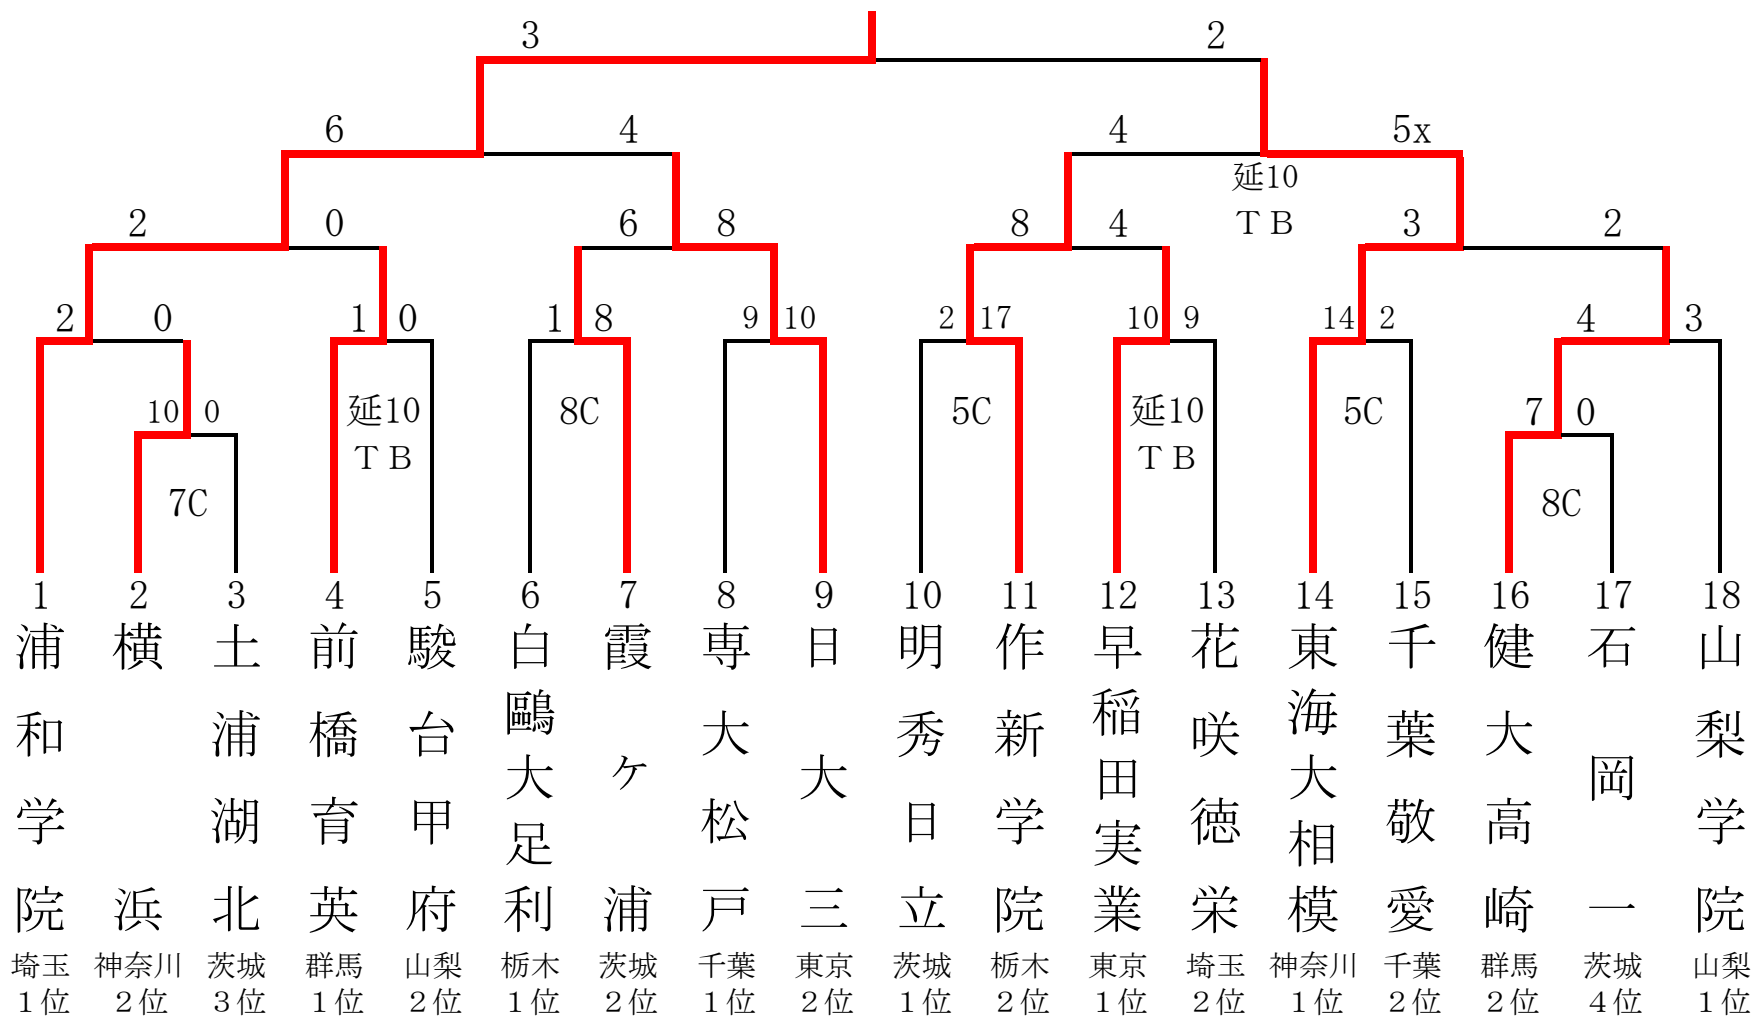 3 2
6 4 4 5x
延10
ＴＢ
2 0 6 8 8 4 3 2
2 0 1 0 1 8 9 10 2 17 10 9 14 2 4 3
10 0 延10 8C 5C 延10 5C 7 0
ＴＢ ＴＢ
7C 8C
1 2 3 4 5 6 7 8 9 10 11 12 13 14 15 16 17 18
浦和学院
横浜
土浦湖北
前橋育英
駿台甲府
白鷗大足利
霞ヶ浦
専大松戸
日大三
明秀日立
作新学院
早稲田実業
花咲徳栄
東海大相模
千葉敬愛
健大高崎
石岡一
山梨学院
埼玉 神奈川 茨城 群馬 山梨 栃木 茨城 千葉 東京 茨城 栃木 東京 埼玉 神奈川 千葉 群馬 茨城 山梨
１位 ２位 ３位 １位 ２位 １位 ２位 １位 ２位 １位 ２位 １位 ２位 １位 ２位 ２位 ４位 １位